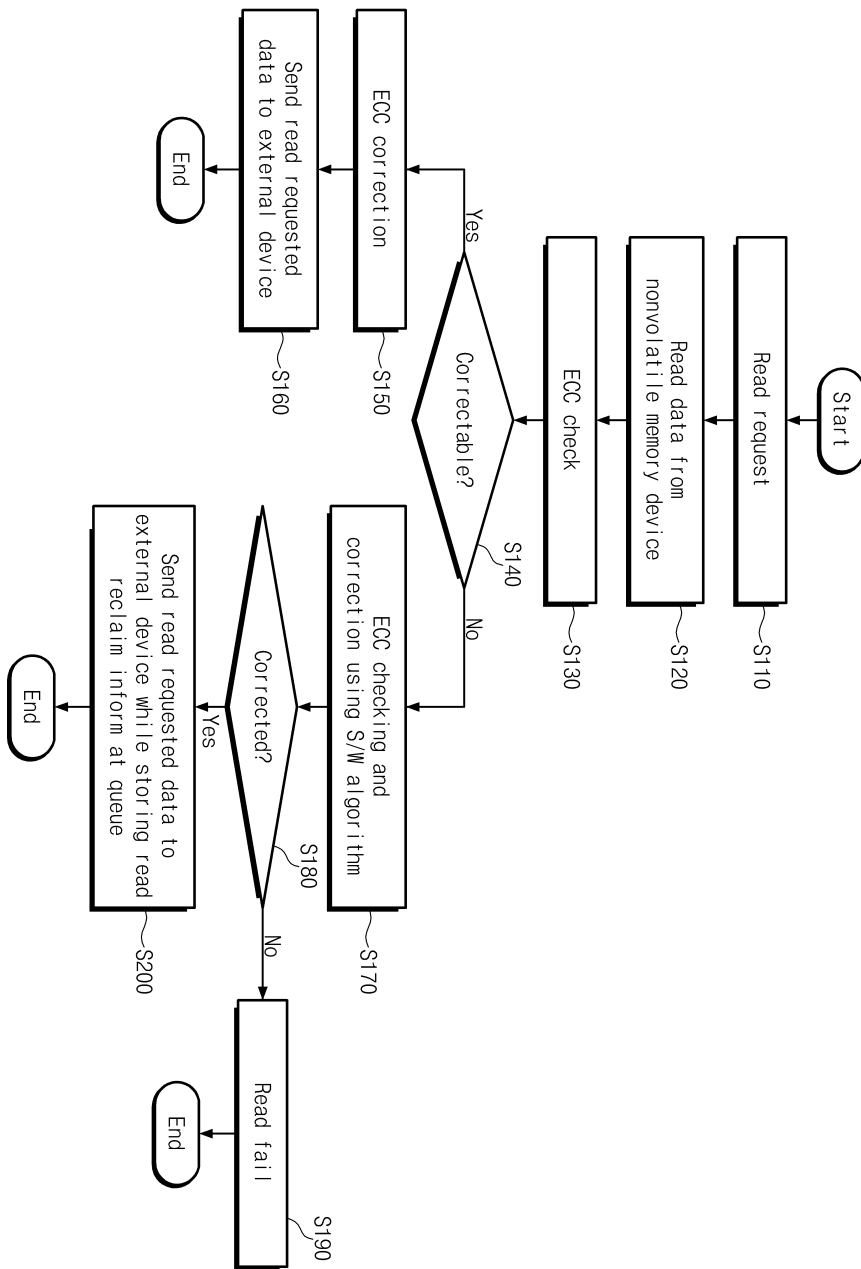 Start
Read request
S110
Read data from
nonvolatile memory device
S120
ECC check
S130
Correctable?
S140
Yes
No
ECC correction
S150
Send read requested
data to external device
S160
End
ECC checking and
correction using S/W algorithm
S170
Corrected?
S180
Yes
No
Send read requested data to
external device while storing read
reclaim inform at queue
S200
End
Read fail
S190
End